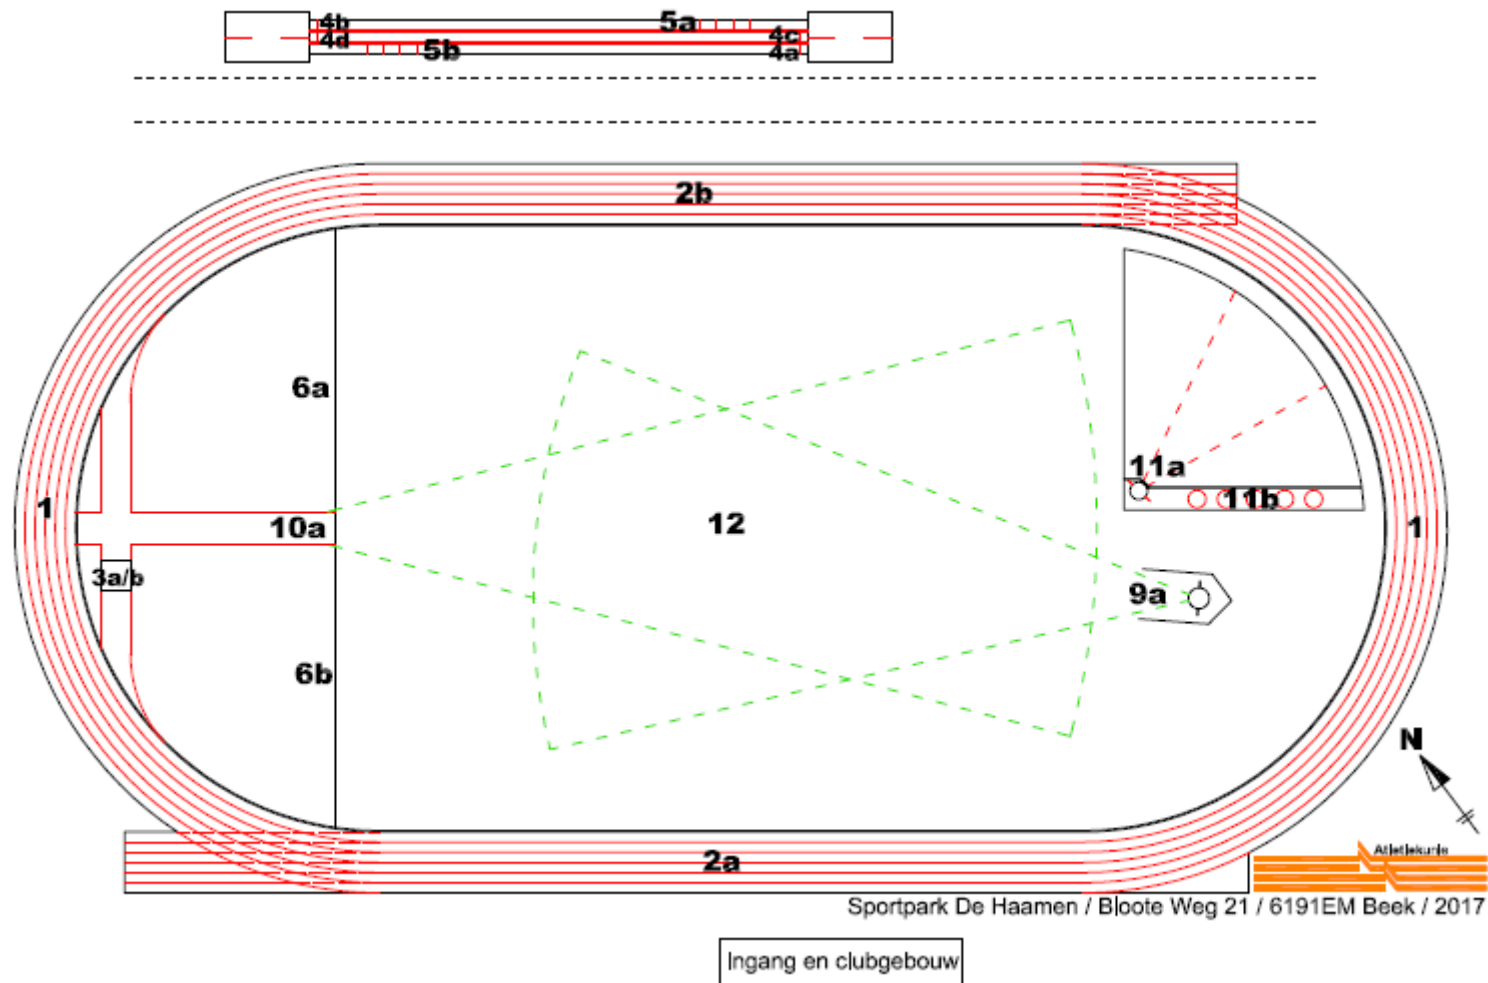 4b 5a 4c
4d 5b 4a
2b
6a
11a
11b
1 10a 12 1
3a/b
9a
6b
N
2a
Atletiekunie
Sportpark De Haamen / Bloote Weg 21 / 6191EM Beek / 2017
Ingang en clubgebouw